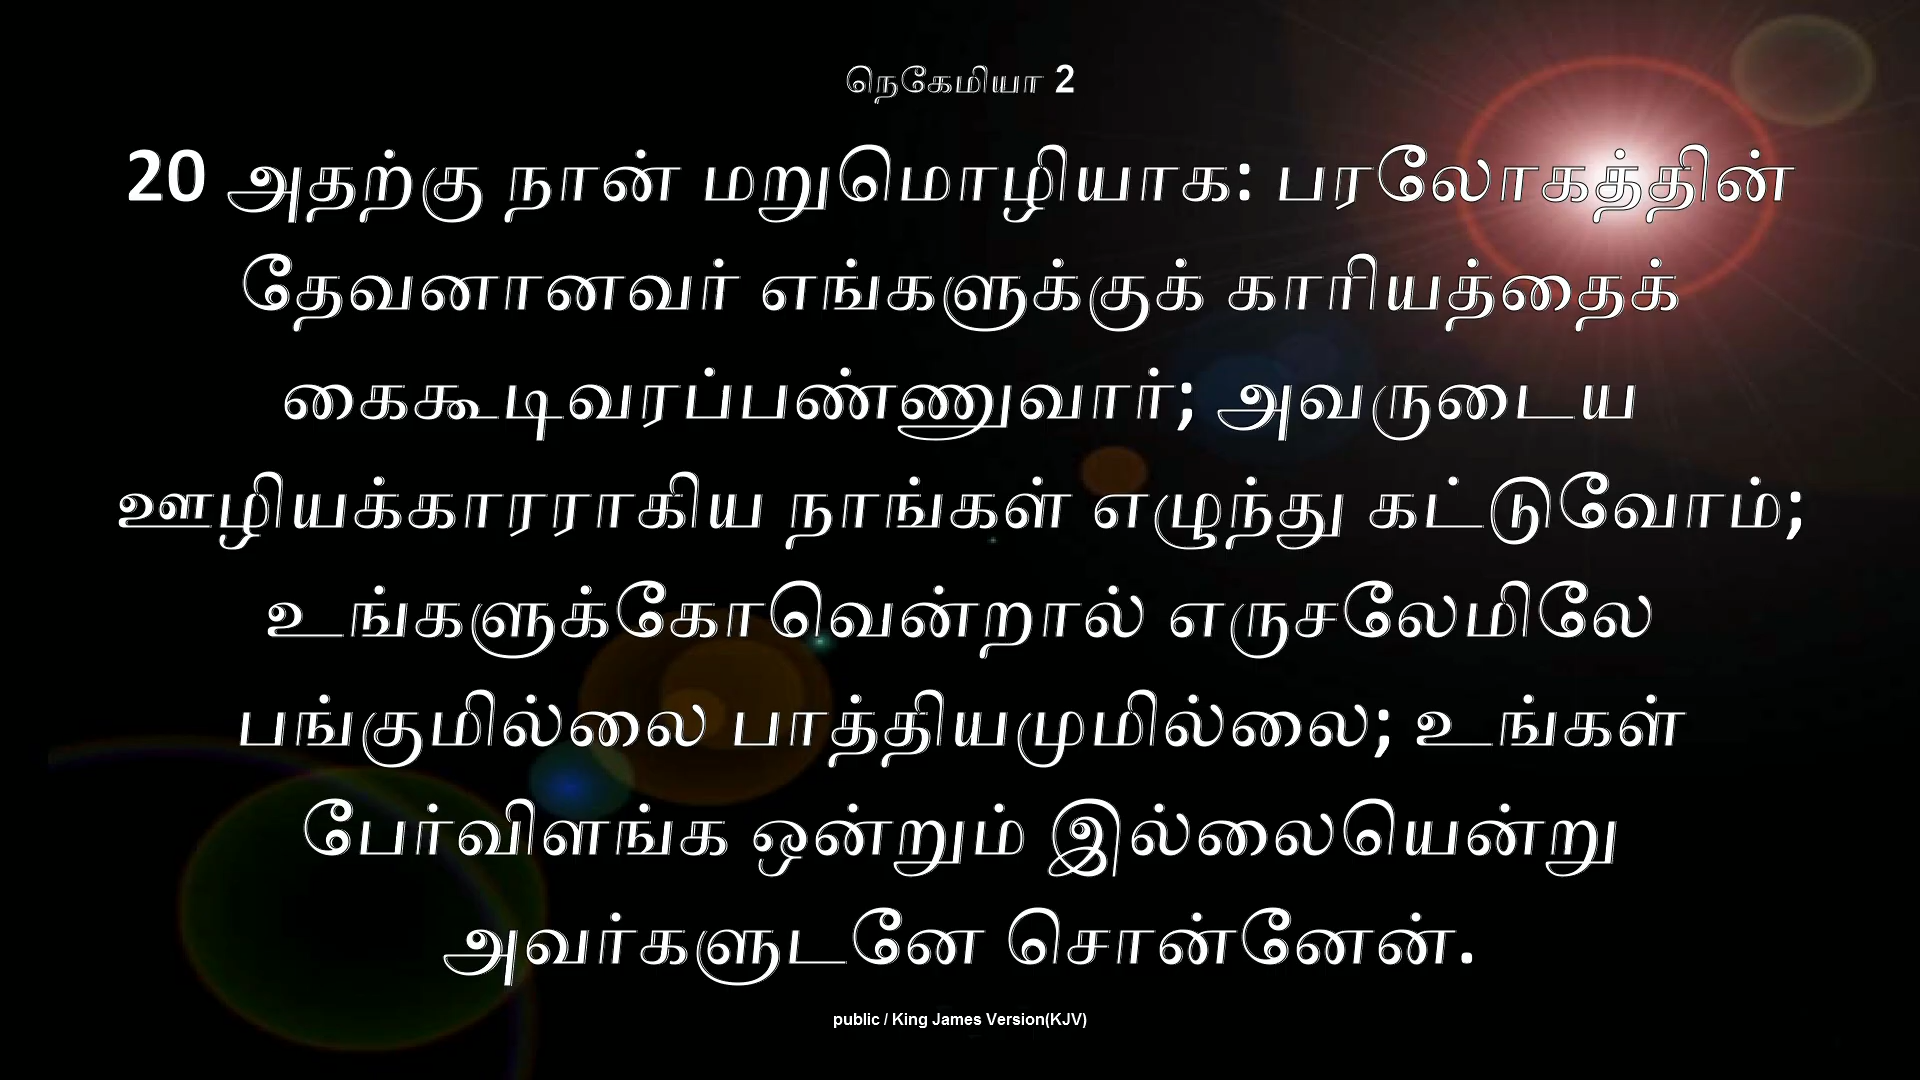 நெகேமியா 2
20 அதற்கு நான் மறுமொழியாக: பரலோகத்தின்
தேவனானவர் எங்களுக்குக் காரியத்தைக்
கைகூடிவரப்பண்ணுவார்; அவருடைய
ஊழியக்காரராகிய நாங்கள் எழுந்து கட்டுவோம்;
உங்களுக்கோவென்றால் எருசலேமிலே
பங்குமில்லை பாத்தியமுமில்லை; உங்கள்
பேர்விளங்க ஒன்றும் இல்லையென்று
அவர்களுடனே சொன்னேன்.
public / King James Version(KJV)